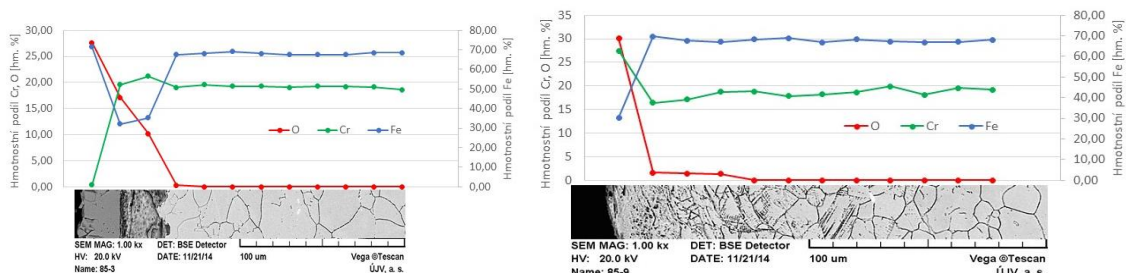 30,00
25,00
20,00
15,00
10,00
5,00
0,00
Hmotnostní podíl Cr, O [hm. %]
80,00
70,00
60,00
50,00
40,00
30,00
20,00
10,00
0,00
Hmotnostní podíl Fe [hm. %]
O Cr Fe
SEM MAG: 1.00 kx DET: BSE Detector
HV: 20.0 kV DATE: 11/21/14 100 um Vega ©Tescan
Name: 85-3 ÚJV, a. s.
35
30
25
20
15
10
5
0
Hmotnostní podíl Cr, O [hm. %]
80,00
70,00
60,00
50,00
40,00
30,00
20,00
10,00
0,00
Hmotnostní podíl Fe [hm. %]
O Cr Fe
SEM MAG: 1.00 kx DET: BSE Detector
HV: 20.0 kV DATE: 11/21/14 100 um Vega ©Tescan
Name: 85-9 ÚJV, a. s.